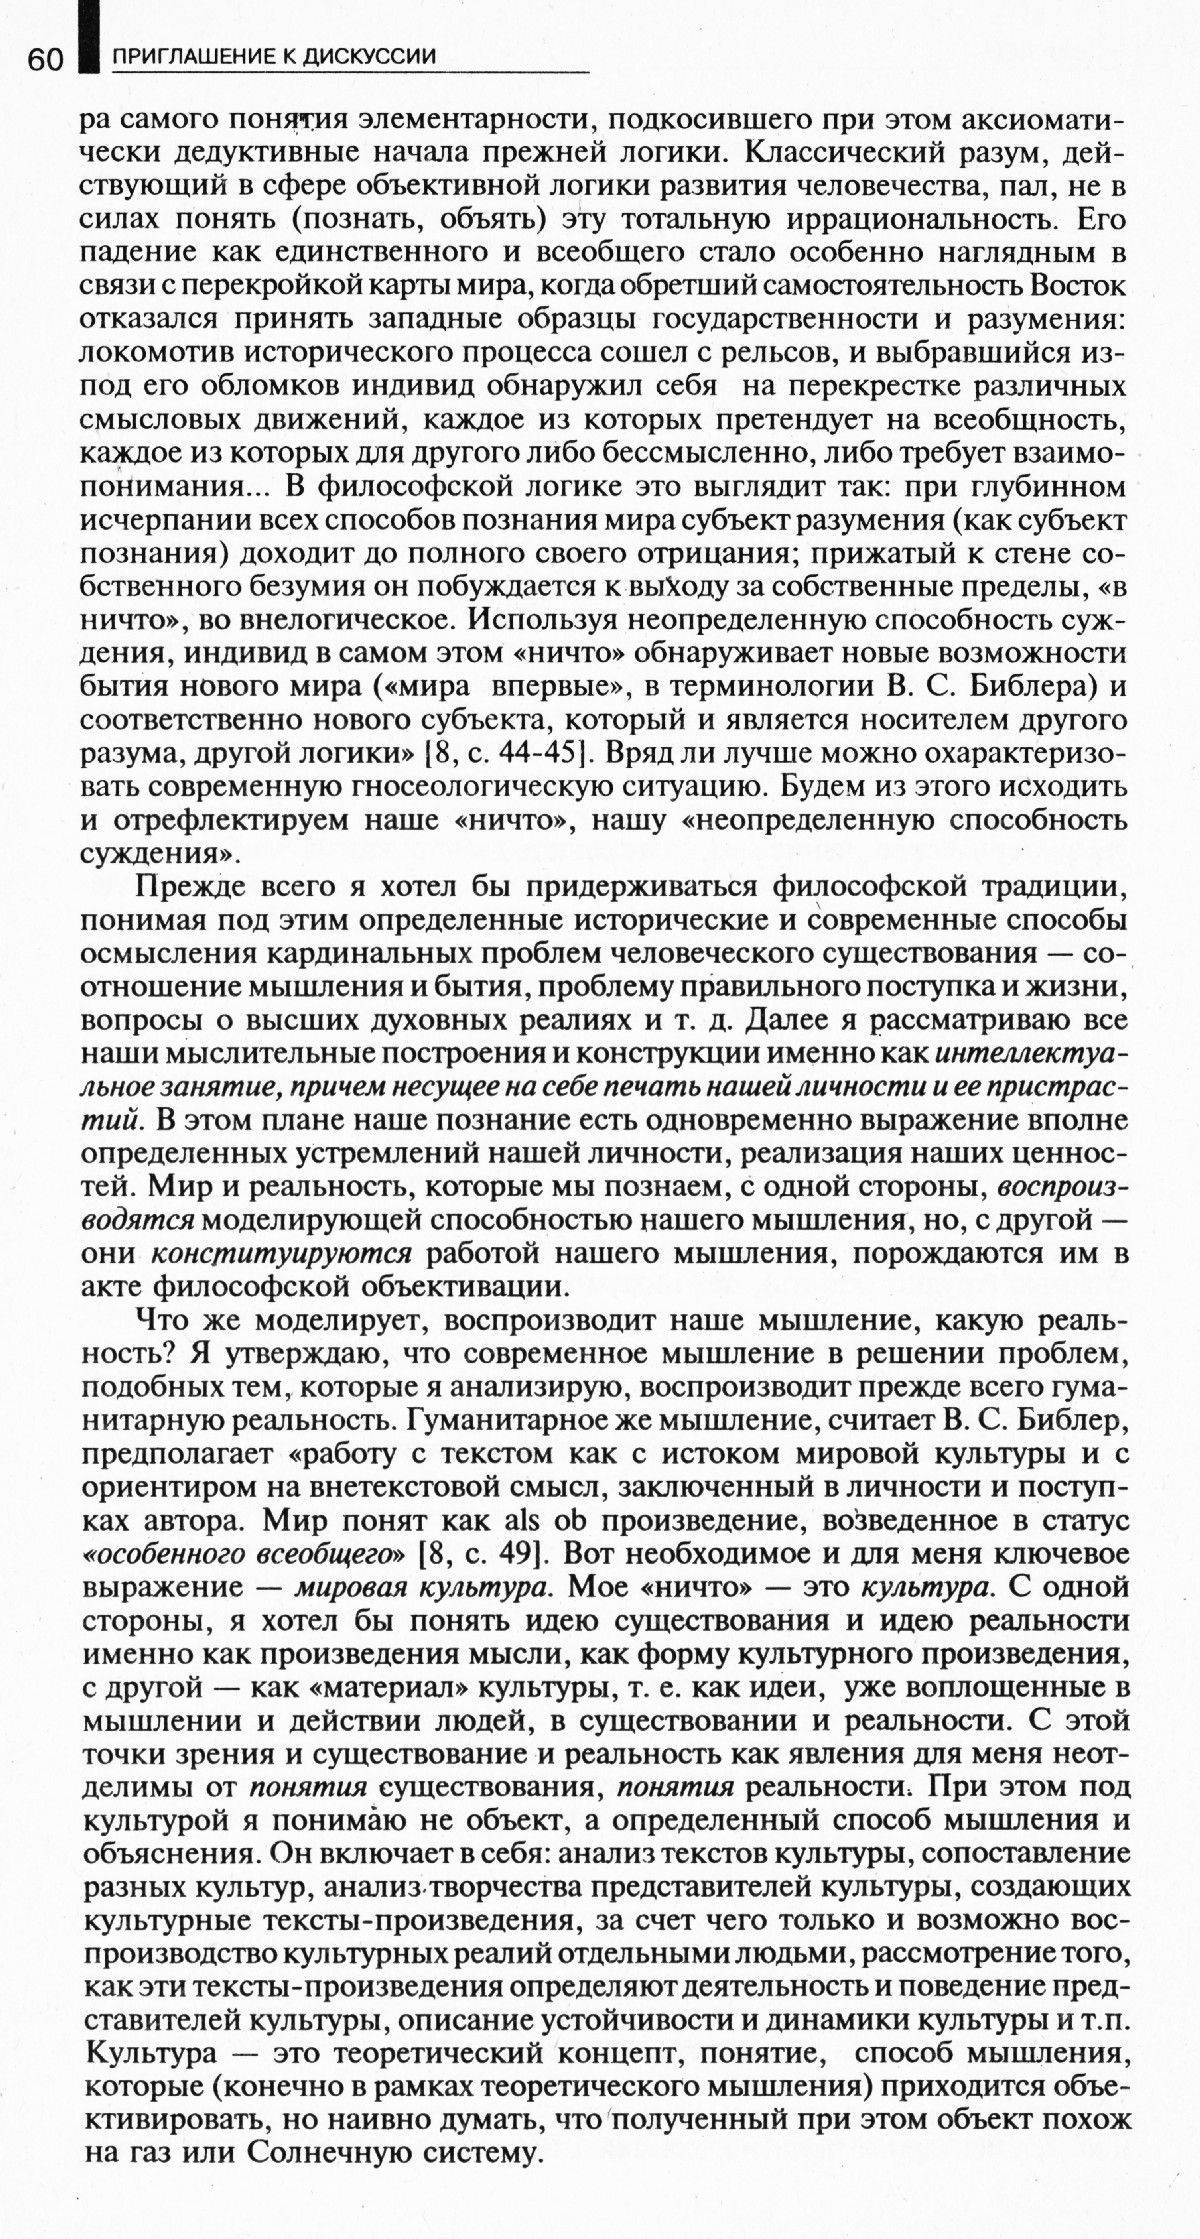 60 ПРИГЛАШЕНИЕ К ДИСКУССИИ
ра самого понятия элементарности, подкосившего при этом аксиомати-
чески дедуктивные начала прежней логики. Классический разум, дей-
ствующий в сфере объективной логики развития человечества, пал, не в
силах понять (познать, объять) эту тотальную иррациональность. Его
падение как единственного и всеобщего стало особенно наглядным в
связи с перекройкой карты мира, когда обретший самостоятельность Восток
отказался принять западные образцы государственности и разумения:
локомотив исторического процесса сошел с рельсов, и выбравшийся из-
под его обломков индивид обнаружил себя на перекрестке различных
смысловых движений, каждое из которых претендует на всеобщность,
каждое из которых для другого либо бессмысленно, либо требует взаимо-
понимания... В философской логике это выглядит так: при глубинном
исчерпании всех способов познания мира субъект разумения (как субъект
познания) доходит до полного своего отрицания; прижатый к стене со-
бственного безумия он побуждается к выходу за собственные пределы, «в
ничто», во внелогическое. Используя неопределенную способность суж-
дения, индивид в самом этом «ничто» обнаруживает новые возможности
бытия нового мира («мира впервые», в терминологии В. С. Библера) и
соответственно нового субъекта, который и является носителем другого
разума, другой логики» [8, с. 44-45]. Вряд ли лучше можно охарактеризо-
вать современную гносеологическую ситуацию. Будем из этого исходить
и отрефлектируем наше «ничто», нашу «неопределенную способность
суждения».
Прежде всего я хотел бы придерживаться философской традиции,
понимая под этим определенные исторические и современные способы
осмысления кардинальных проблем человеческого существования — со-
отношение мышления и бытия, проблему правильного поступка и жизни,
вопросы о высших духовных реалиях и т. д. Далее я рассматриваю все
наши мыслительные построения и конструкции именно как интеллектуа-
льное занятие, причем несущее на себе печать нашей личности и ее пристрас-
тий. В этом плане наше познание есть одновременно выражение вполне
определенных устремлений нашей личности, реализация наших ценнос-
тей. Мир и реальность, которые мы познаем, с одной стороны, воспроиз-
водятся моделирующей способностью нашего мышления, но, с другой —
они конституируются работой нашего мышления, порождаются им в
акте философской объективации.
Что же моделирует, воспроизводит наше мышление, какую реаль-
ность? Я утверждаю, что современное мышление в решении проблем,
подобных тем, которые я анализирую, воспроизводит прежде всего гума-
нитарную реальность. Гуманитарное же мышление, считает В. С. Библер,
предполагает «работу с текстом как с истоком мировой культуры и с
ориентиром на внетекстовой смысл, заключенный в личности и поступ-
ках автора. Мир понят как als ob произведение, возведенное в статус
«особенного всеобщего» [8, с. 49]. Вот необходимое и для меня ключевое
выражение — мировая культура. Мое «ничто» — это культура. С одной
стороны, я хотел бы понять идею существования и идею реальности
именно как произведения мысли, как форму культурного произведения,
с другой — как «материал» культуры, т. е. как идеи, уже воплощенные в
мышлении и действии людей, в существовании и реальности. С этой
точки зрения и существование и реальность как явления для меня неот-
делимы от понятия существования, понятия реальности. При этом под
культурой я понимаю не объект, а определенный способ мышления и
объяснения. Он включает в себя: анализ текстов культуры, сопоставление
разных культур, анализ творчества представителей культуры, создающих
культурные тексты-произведения, за счет чего только и возможно вос-
производство культурных реалий отдельными людьми, рассмотрение того,
как эти тексты-произведения определяют деятельность и поведение пред-
ставителей культуры, описание устойчивости и динамики культуры и т.п.
Культура — это теоретический концепт, понятие, способ мышления,
которые (конечно в рамках теоретического мышления) приходится объе-
ктивировать, но наивно думать, что полученный при этом объект похож
на газ или Солнечную систему.